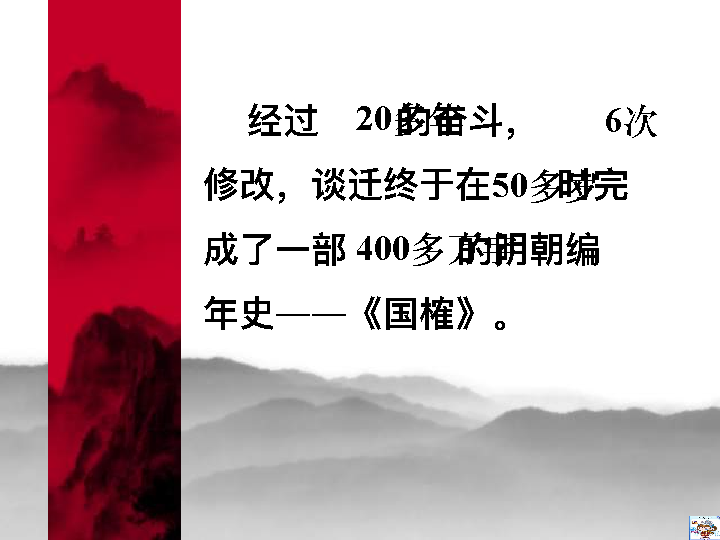 经过20多年的奋斗，6次
修改，谈迁终于在50多岁时完
成了一部400多万字的明朝编
年史——《国榷》。